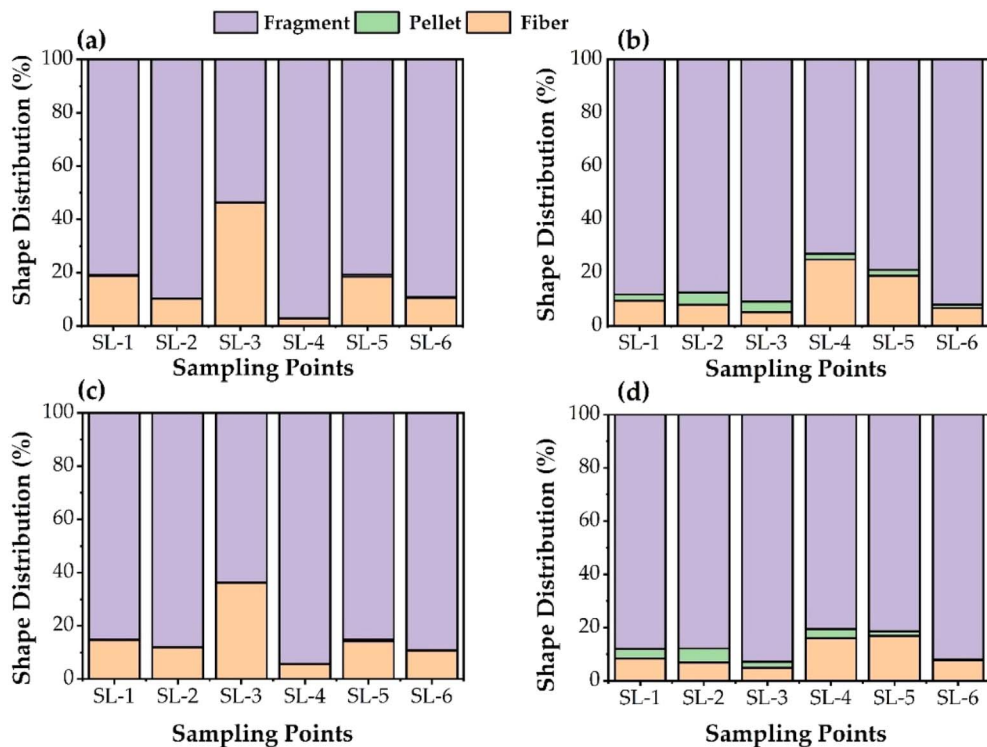 Fragment Pellet Fiber
(a)
Shape Distribution (%)
100
80
60
40
20
0
SL-1 SL-2 SL-3 SL-4 SL-5 SL-6
Sampling Points
(b)
Shape Distribution (%)
100
80
60
40
20
0
SL-1 SL-2 SL-3 SL-4 SL-5 SL-6
Sampling Points
(c)
Shape Distribution (%)
100
80
60
40
20
0
SL-1 SL-2 SL-3 SL-4 SL-5 SL-6
Sampling Points
(d)
Shape Distribution (%)
100
80
60
40
20
0
SL-1 SL-2 SL-3 SL-4 SL-5 SL-6
Sampling Points